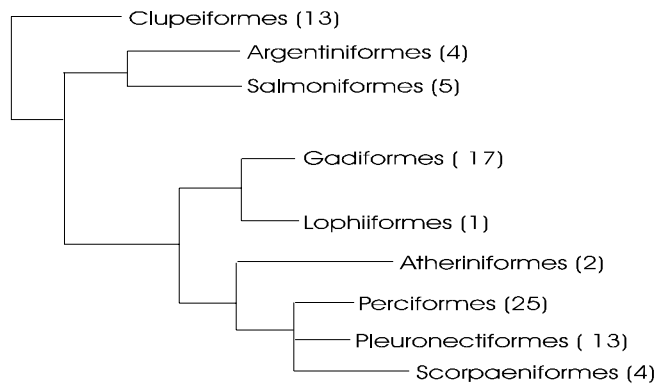 Clupeiformes (13)
Argentiniformes (4)
Salmoniformes (5)
Gadiformes ( 17)
Lophiiformes (1)
Atheriniformes (2)
Perciformes (25)
Pleuronectiformes ( 13)
Scorpaeniformes (4)